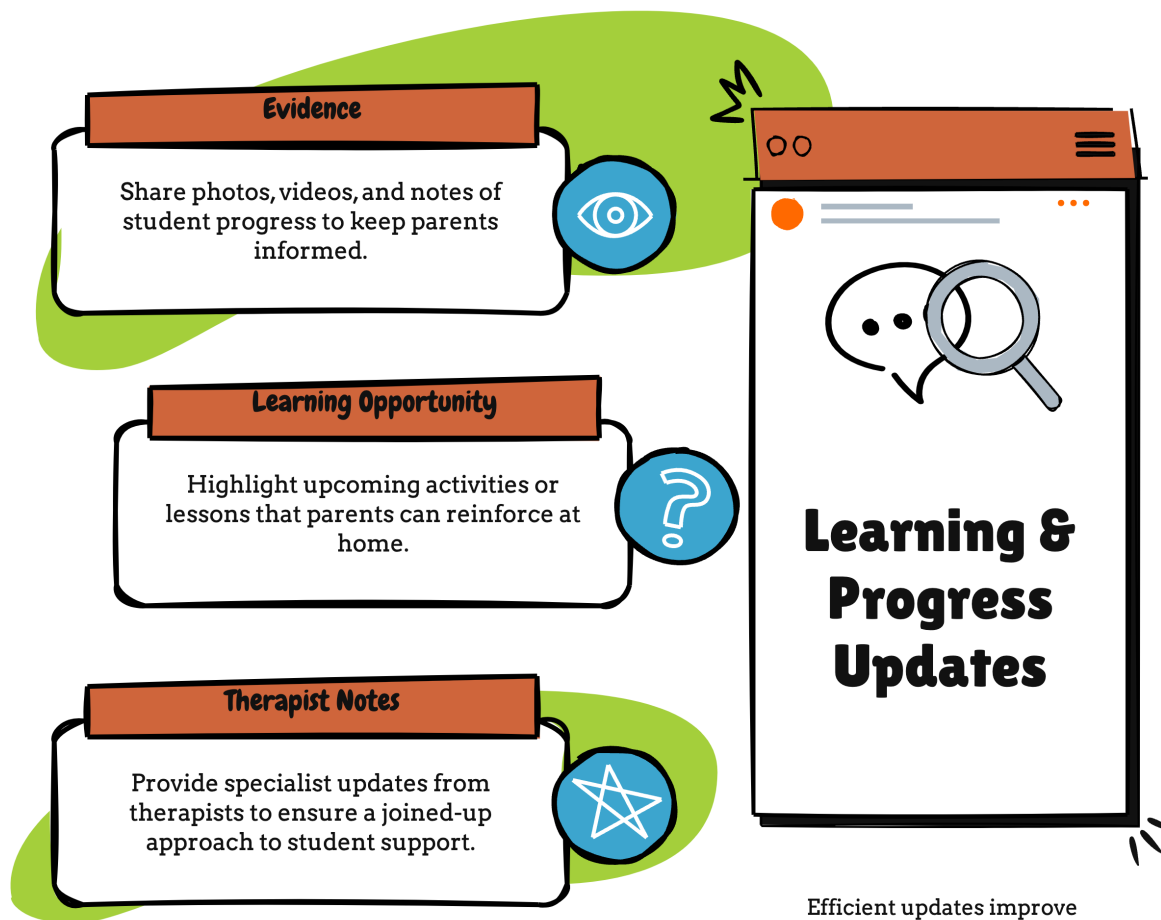 Evidence
Share photos, videos, and notes of
student progress to keep parents
informed.
Learning Opportunity
Highlight upcoming activities or
lessons that parents can reinforce at
home.
Therapist Notes
Provide specialist updates from
therapists to ensure a joined-up
approach to student support.
Learning &
Progress
Updates
Efficient updates improve